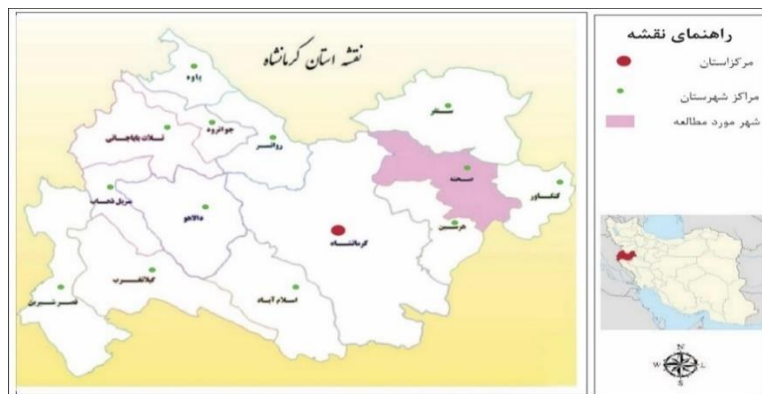 نقشه استان کرمانشاه
پاوه
جوانرود
ثلاث باباجانی
روانسر
سنقر
صحنه
کنگاور
سرپل ذهاب
دالاهو
هرسین
کرمانشاه
گیلانغرب
اسلام آباد
قصر شیرین
راهنمای نقشه
مرکزاستان
مراکز شهرستان
شهر مورد مطالعه
N
W
E
S